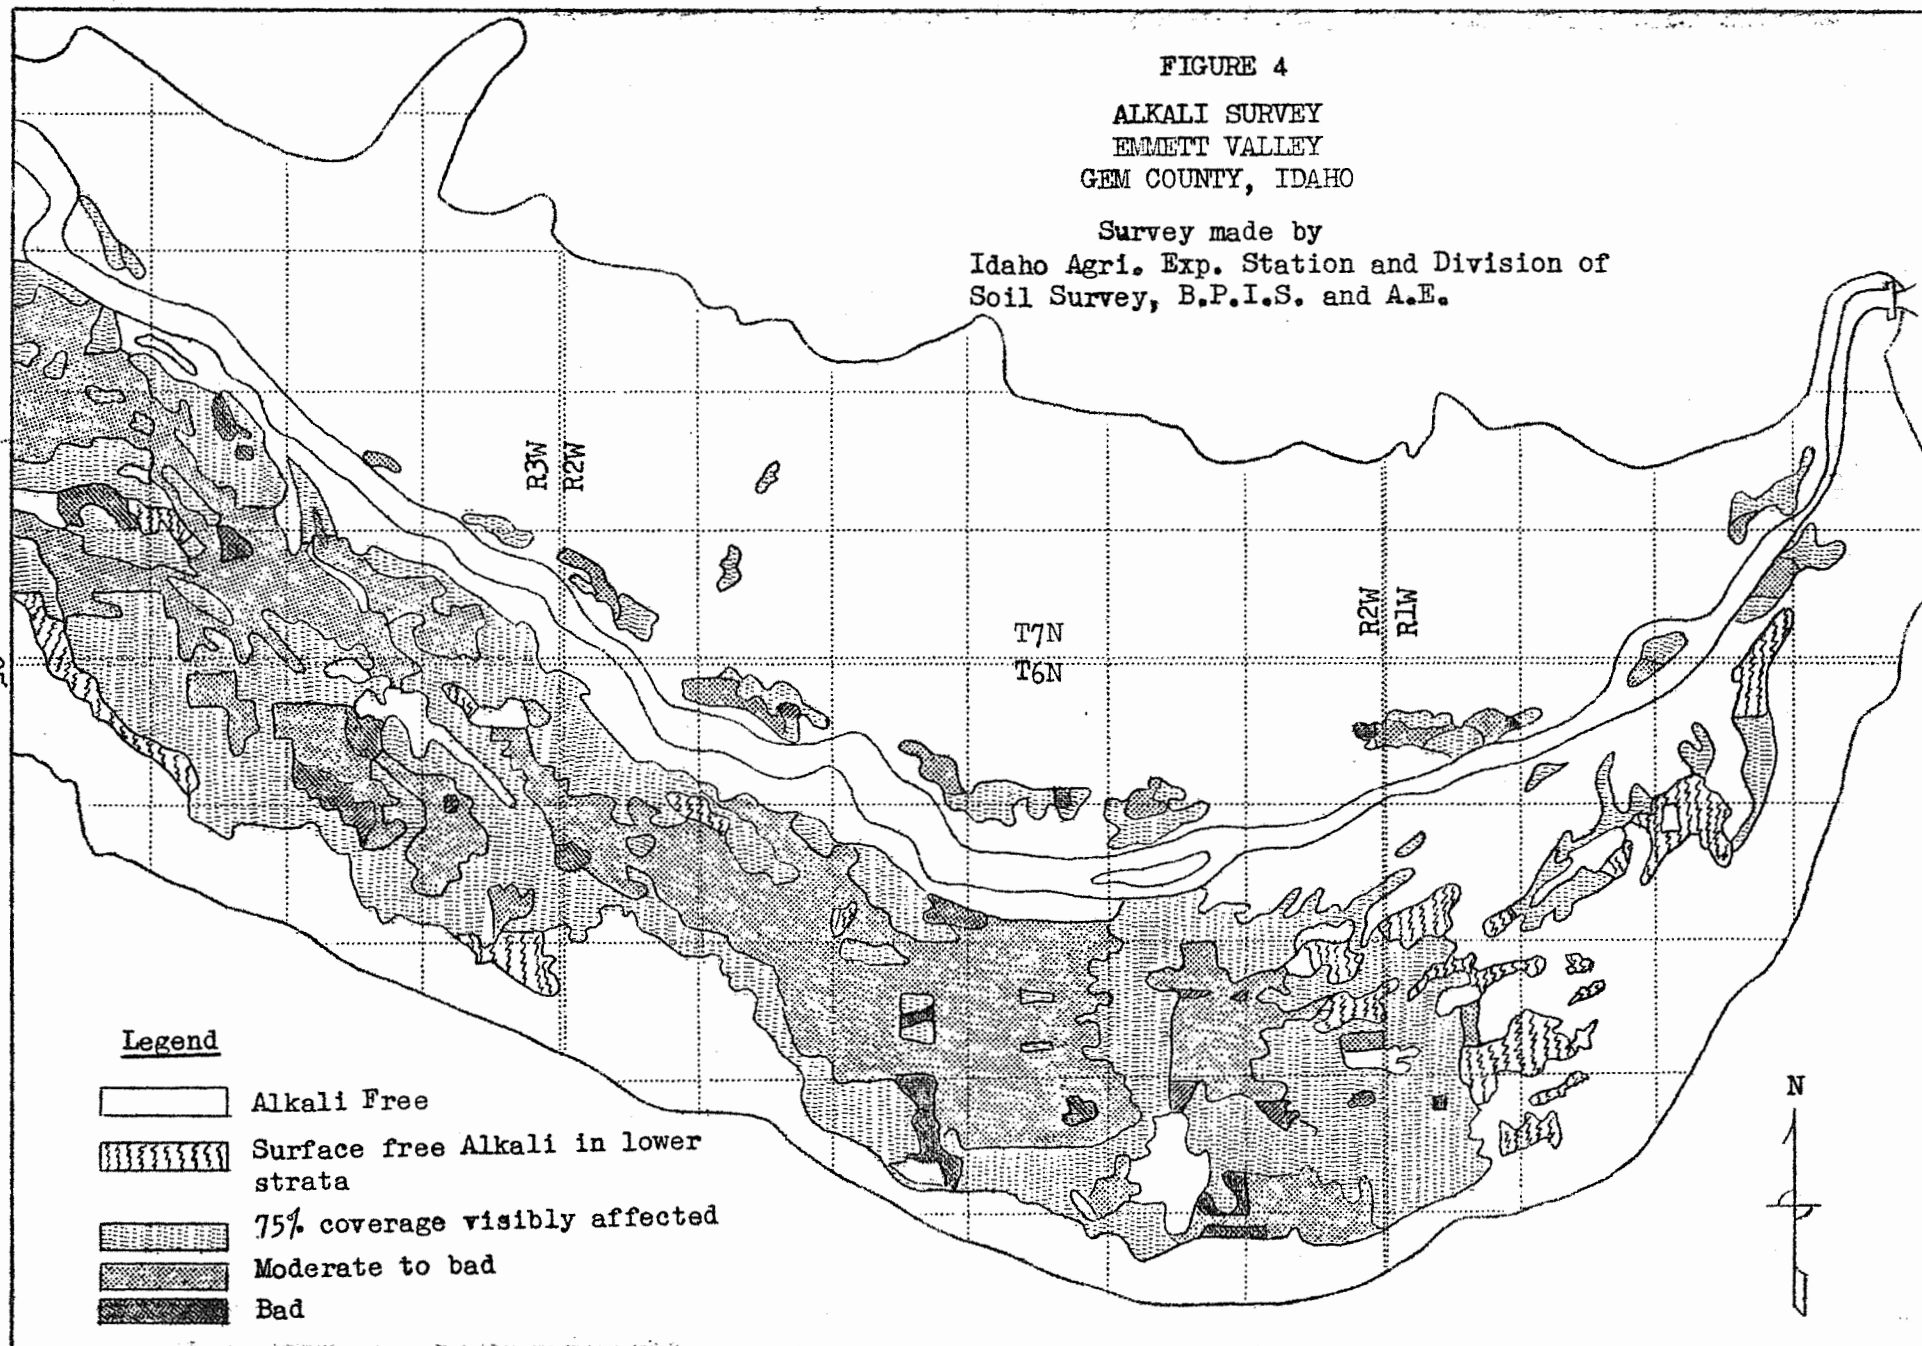 FIGURE 4
ALKALI SURVEY
EMMETT VALLEY
GEM COUNTY, IDAHO
Survey made by
Idaho Agri. Exp. Station and Division of
Soil Survey, B.P.I.S. and A.E.
R3W
R2W
R2W
R1W
T7N
T6N
Legend
Alkali Free
Surface free Alkali in lower
strata
75% coverage visibly affected
Moderate to bad
Bad
N